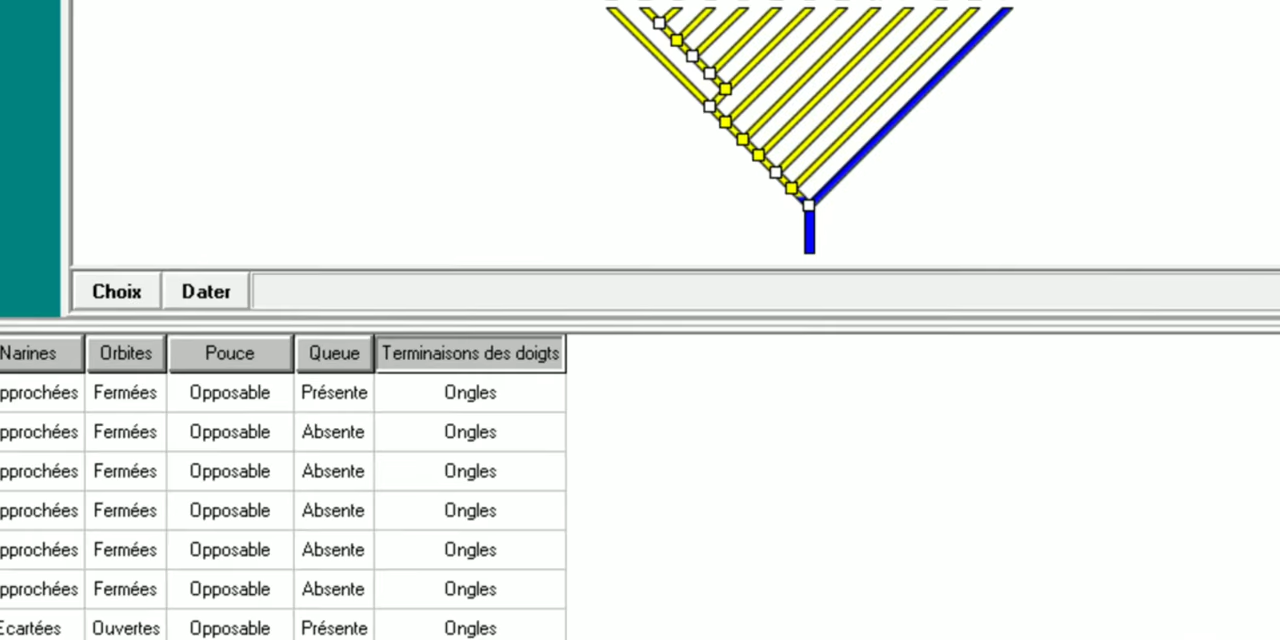 Choix Dater
Narines Orbites Pouce Queue Terminaisons des doigts
pprochées Fermées Opposable Présente Ongles
pprochées Fermées Opposable Absente Ongles
pprochées Fermées Opposable Absente Ongles
pprochées Fermées Opposable Absente Ongles
pprochées Fermées Opposable Absente Ongles
pprochées Fermées Opposable Absente Ongles
Ecartées Ouvertes Opposable Présente Ongles